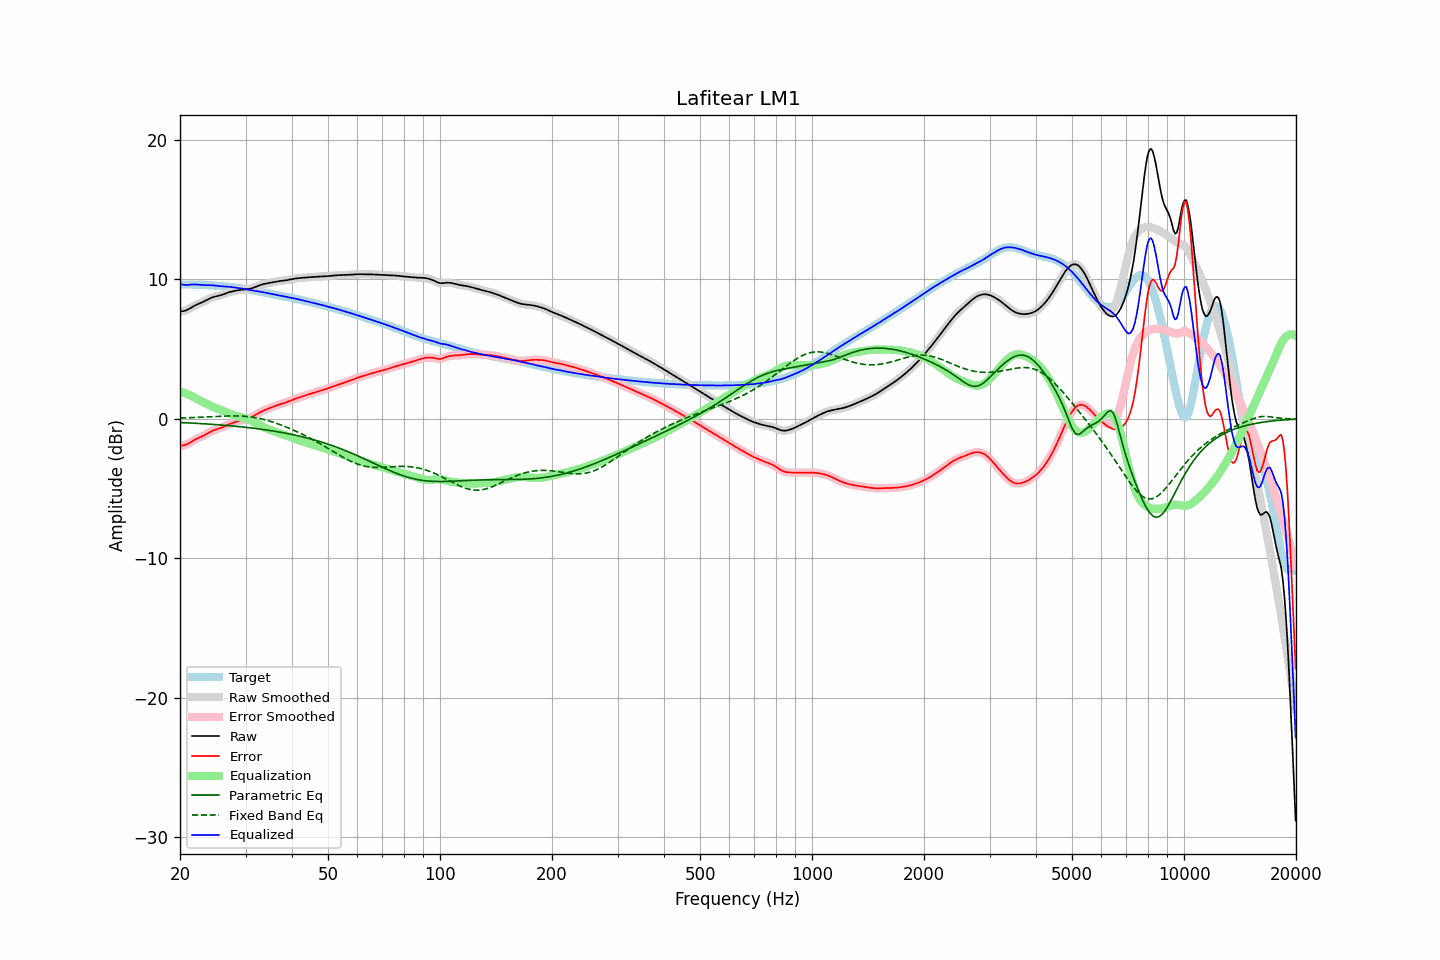 Lafitear LM1
20
10
0
−10
−20
−30
Amplitude (dBr)
Target
Raw Smoothed
Error Smoothed
Raw
Error
Equalization
Parametric Eq
Fixed Band Eq
Equalized
20 50 100 200 500 1000 2000 5000 10000 20000
Frequency (Hz)